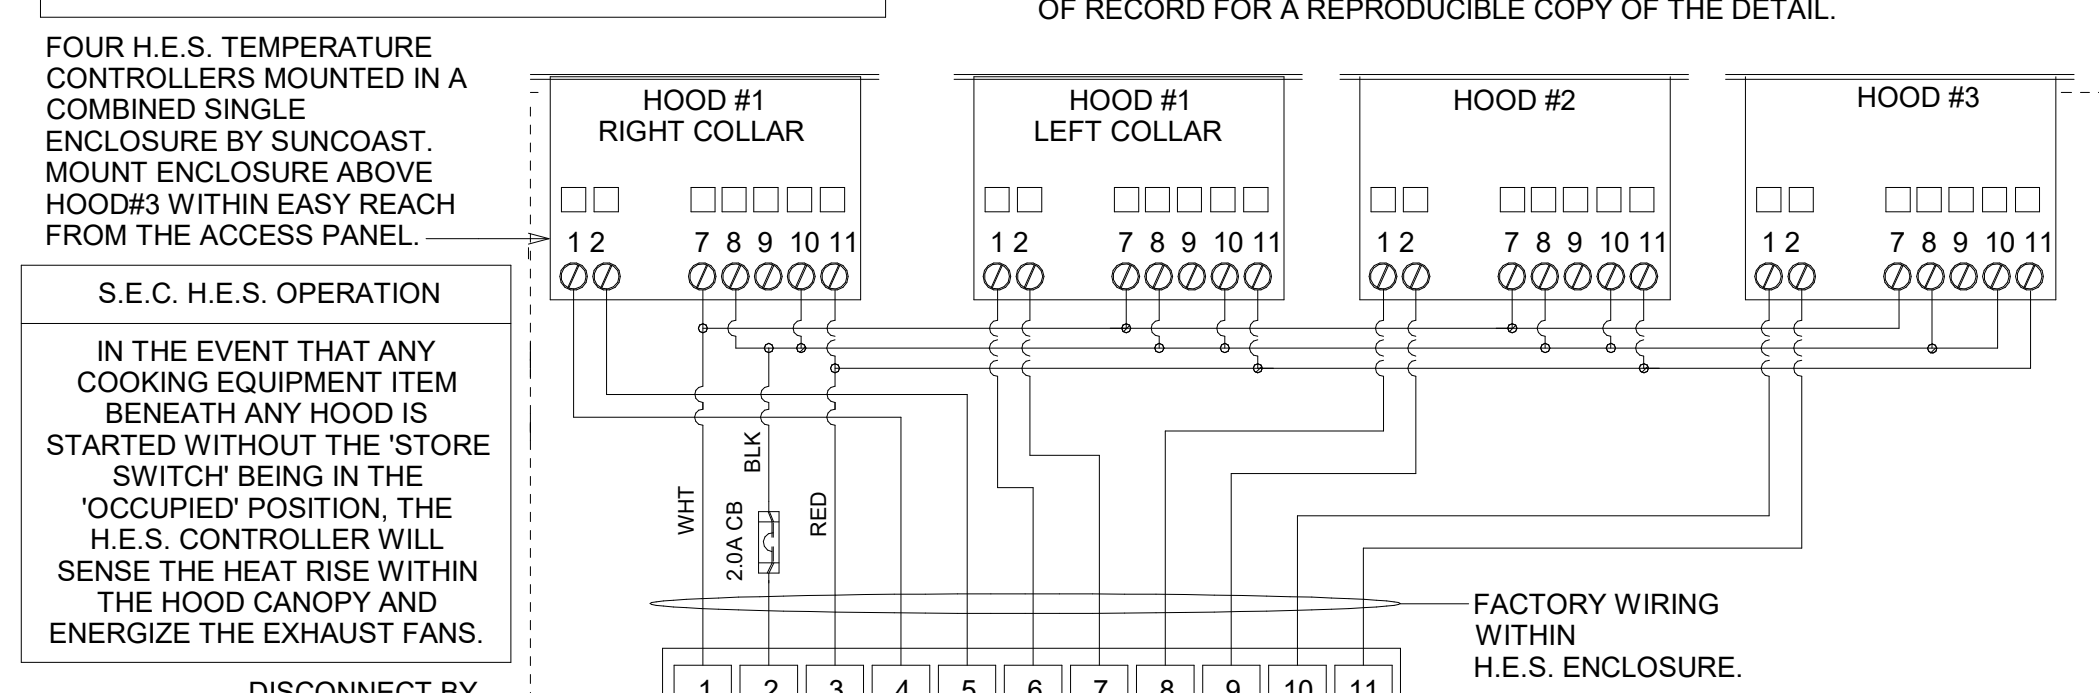 OF RECORD FOR A REPRODUCIBLE COPY OF THE DETAIL.
FOUR H.E.S. TEMPERATURE
CONTROLLERS MOUNTED IN A
COMBINED SINGLE
ENCLOSURE BY SUNCOAST.
MOUNT ENCLOSURE ABOVE
HOOD#3 WITHIN EASY REACH
FROM THE ACCESS PANEL.
S.E.C. H.E.S. OPERATION
IN THE EVENT THAT ANY
COOKING EQUIPMENT ITEM
BENEATH ANY HOOD IS
STARTED WITHOUT THE 'STORE
SWITCH' BEING IN THE
'OCCUPIED' POSITION, THE
H.E.S. CONTROLLER WILL
SENSE THE HEAT RISE WITHIN
THE HOOD CANOPY AND
ENERGIZE THE EXHAUST FANS.
DISCONNECT BY
HOOD #1
RIGHT COLLAR
1 2 7 8 9 10 11
HOOD #1
LEFT COLLAR
1 2 7 8 9 10 11
HOOD #2
1 2 7 8 9 10 11
HOOD #3
1 2 7 8 9 10 11
WHT
BLK
2.0A CB
RED
FACTORY WIRING
WITHIN
H.E.S. ENCLOSURE.
1 2 3 4 5 6 7 8 9 10 11